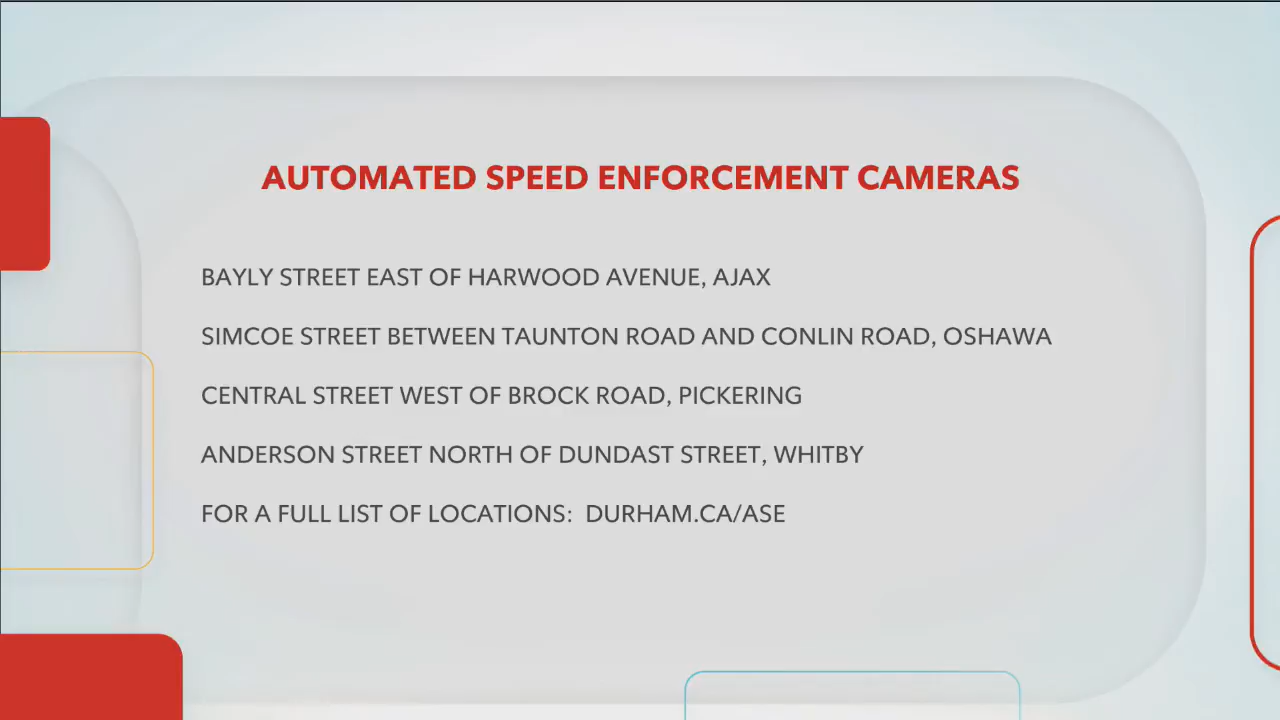 AUTOMATED SPEED ENFORCEMENT CAMERAS
BAYLY STREET EAST OF HARWOOD AVENUE, AJAX
SIMCOE STREET BETWEEN TAUNTON ROAD AND CONLIN ROAD, OSHAWA
CENTRAL STREET WEST OF BROCK ROAD, PICKERING
ANDERSON STREET NORTH OF DUNDAST STREET, WHITBY
FOR A FULL LIST OF LOCATIONS:  DURHAM.CA/ASE